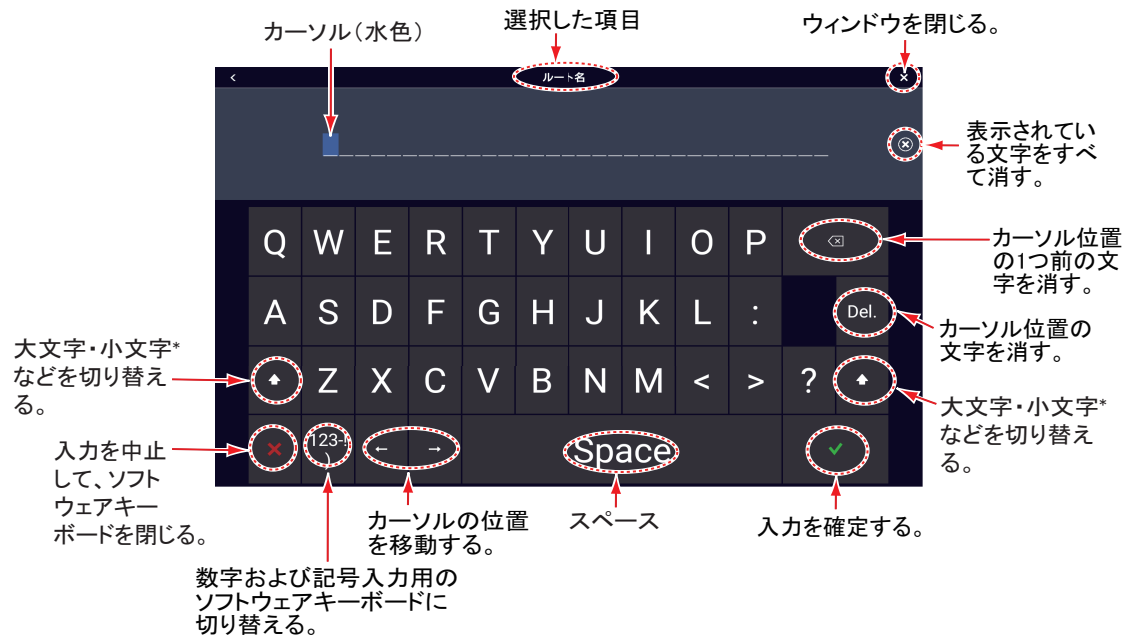 カーソル（水色）
選択した項目
ウィンドウを閉じる。
<
ルート名
×
表示されてい
る文字をすべ
て消す。
Q W E R T Y U I O P
カーソル位置
の1つ前の文
字を消す。
A S D F G H J K L : Del.
カーソル位置の
文字を消す。
大文字・小文字*
などを切り替え
る。
Z X C V B N M < > ?
大文字・小文字*
などを切り替え
る。
123-!
)
← →
Space
入力を中止
して、ソフト
ウェアキー
ボードを閉じる。
カーソルの位置
を移動する。
スペース
入力を確定する。
数字および記号入力用の
ソフトウェアキーボードに
切り替える。